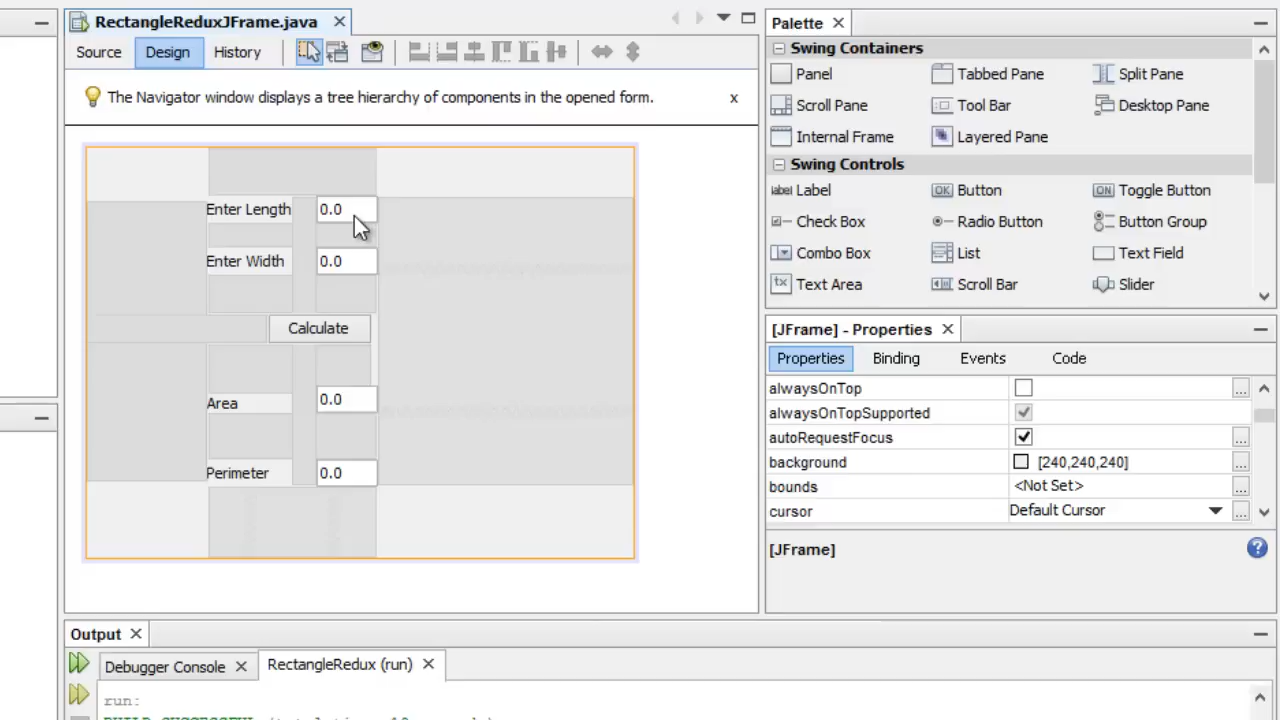 RectangleReduxJFrame.java
Palette
Source Design History
Swing Containers
Panel Tabbed Pane Split Pane
The Navigator window displays a tree hierarchy of components in the opened form. x
Scroll Pane Tool Bar Desktop Pane
Internal Frame Layered Pane
Swing Controls
label Label OK Button ON Toggle Button
Check Box Radio Button Button Group
Combo Box List Text Field
tx Text Area Scroll Bar Slider
Enter Length 0.0
Enter Width 0.0
Calculate
Area 0.0
Perimeter 0.0
[JFrame] - Properties
Properties Binding Events Code
alwaysOnTop ...
alwaysOnTopSupported
autoRequestFocus ...
background [240,240,240] ...
bounds <Not Set> ...
cursor Default Cursor ...
[JFrame]
?
Output
Debugger Console RectangleRedux (run)
run: